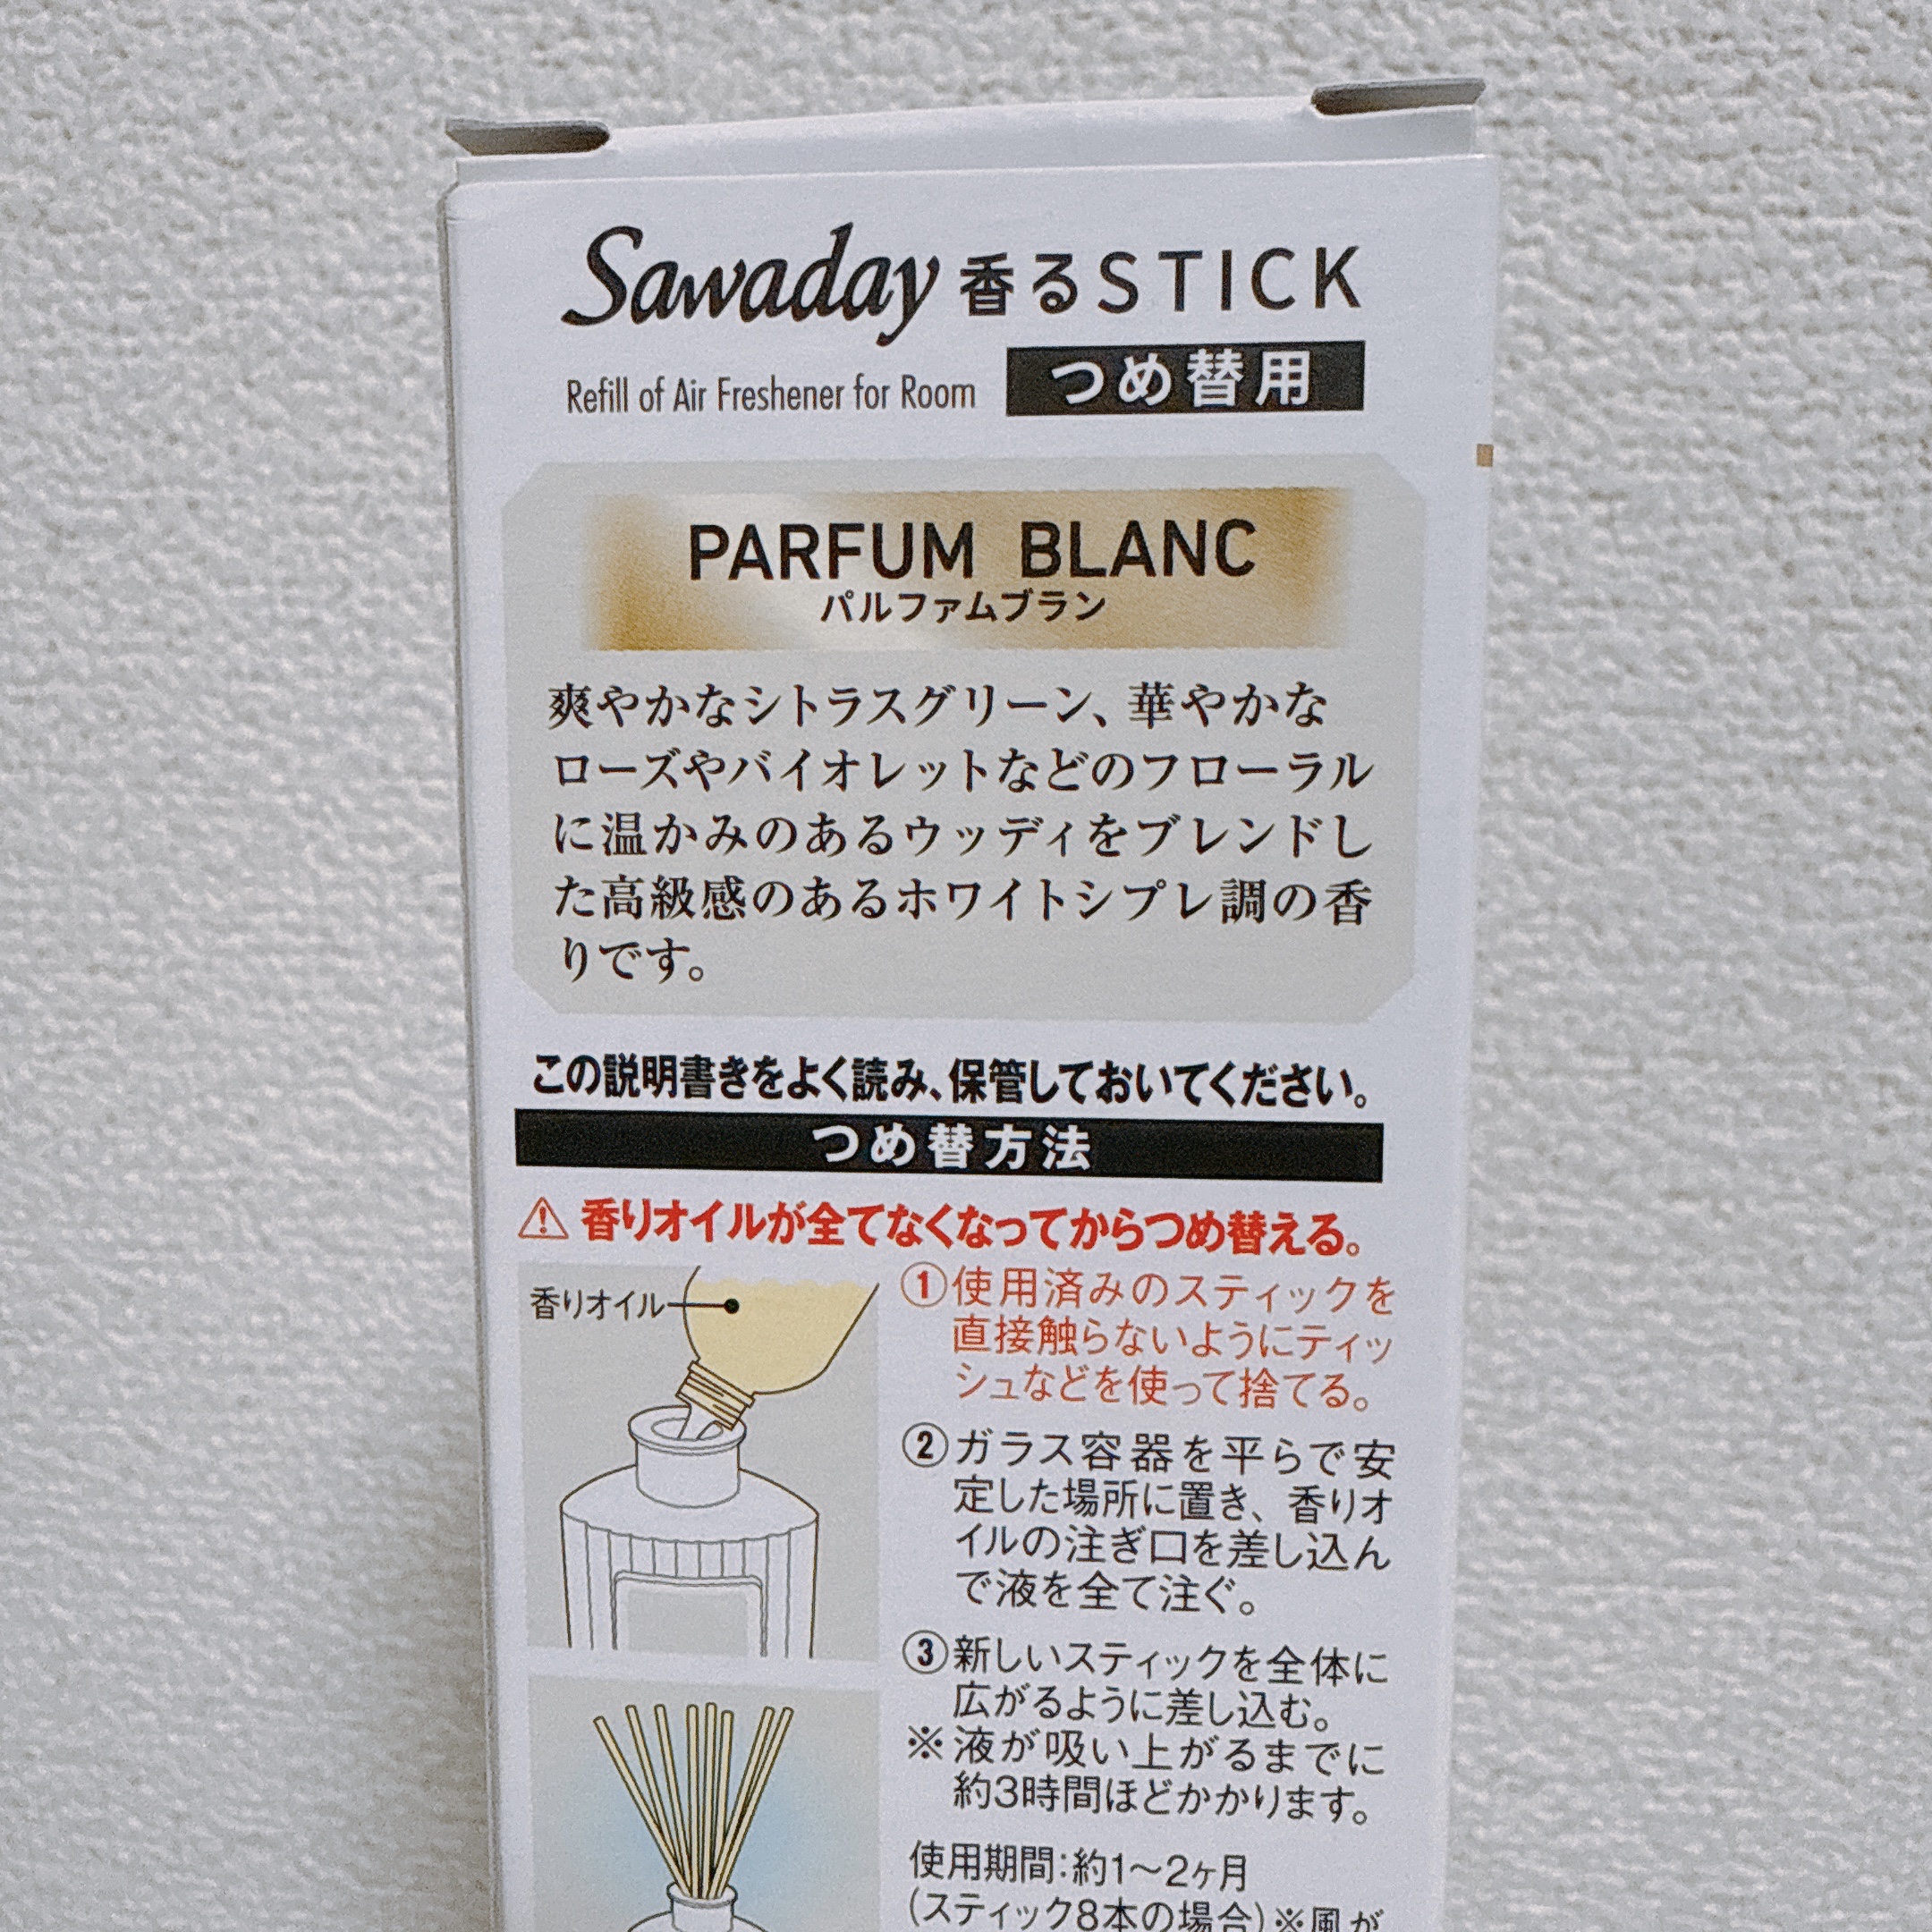 Sawaday 香るSTICK
Refill of Air Freshener for Room つめ替用
PARFUM BLANC
パルファムブラン
爽やかなシトラスグリーン、華やかな
ローズやバイオレットなどのフローラル
に温かみのあるウッディをブレンドし
た高級感のあるホワイトシプレ調の香
りです。
この説明書きをよく読み、保管しておいてください。
つめ替方法
⚠香りオイルが全てなくなってからつめ替える。
香りオイル
①使用済みのスティックを
直接触らないようにティッ
シュなどを使って捨てる。
②ガラス容器を平らで安
定した場所に置き、香りオ
イルの注ぎ口を差し込ん
で液を全て注ぐ。
③新しいスティックを全体に
広がるように差し込む。
※液が吸い上がるまでに
約3時間ほどかかります。
使用期間:約1〜2ヶ月
(スティック8本の場合)※風が